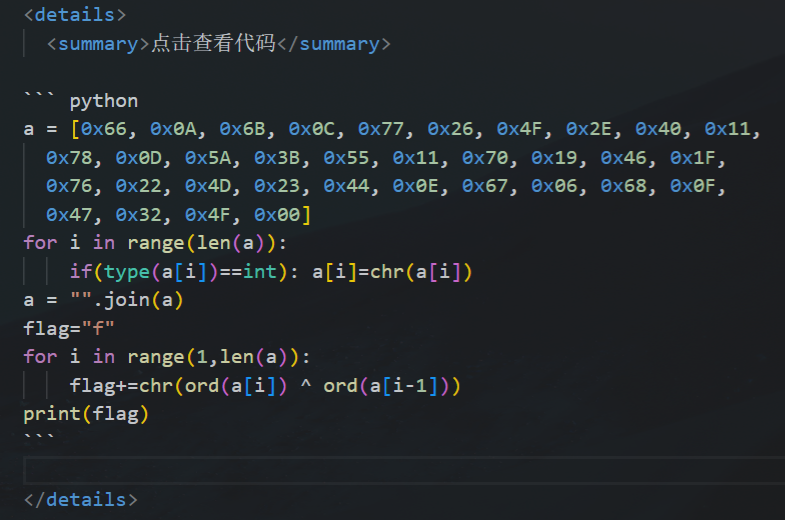 <details>
<summary>点击查看代码</summary>
``` python
a = [0x66, 0x0A, 0x6B, 0x0C, 0x77, 0x26, 0x4F, 0x2E, 0x40, 0x11,
0x78, 0x0D, 0x5A, 0x3B, 0x55, 0x11, 0x70, 0x19, 0x46, 0x1F,
0x76, 0x22, 0x4D, 0x23, 0x44, 0x0E, 0x67, 0x06, 0x68, 0x0F,
0x47, 0x32, 0x4F, 0x00]
for i in range(len(a)):
if(type(a[i])==int): a[i]=chr(a[i])
a = "".join(a)
flag="f"
for i in range(1,len(a)):
flag+=chr(ord(a[i]) ^ ord(a[i-1]))
print(flag)
```
</details>